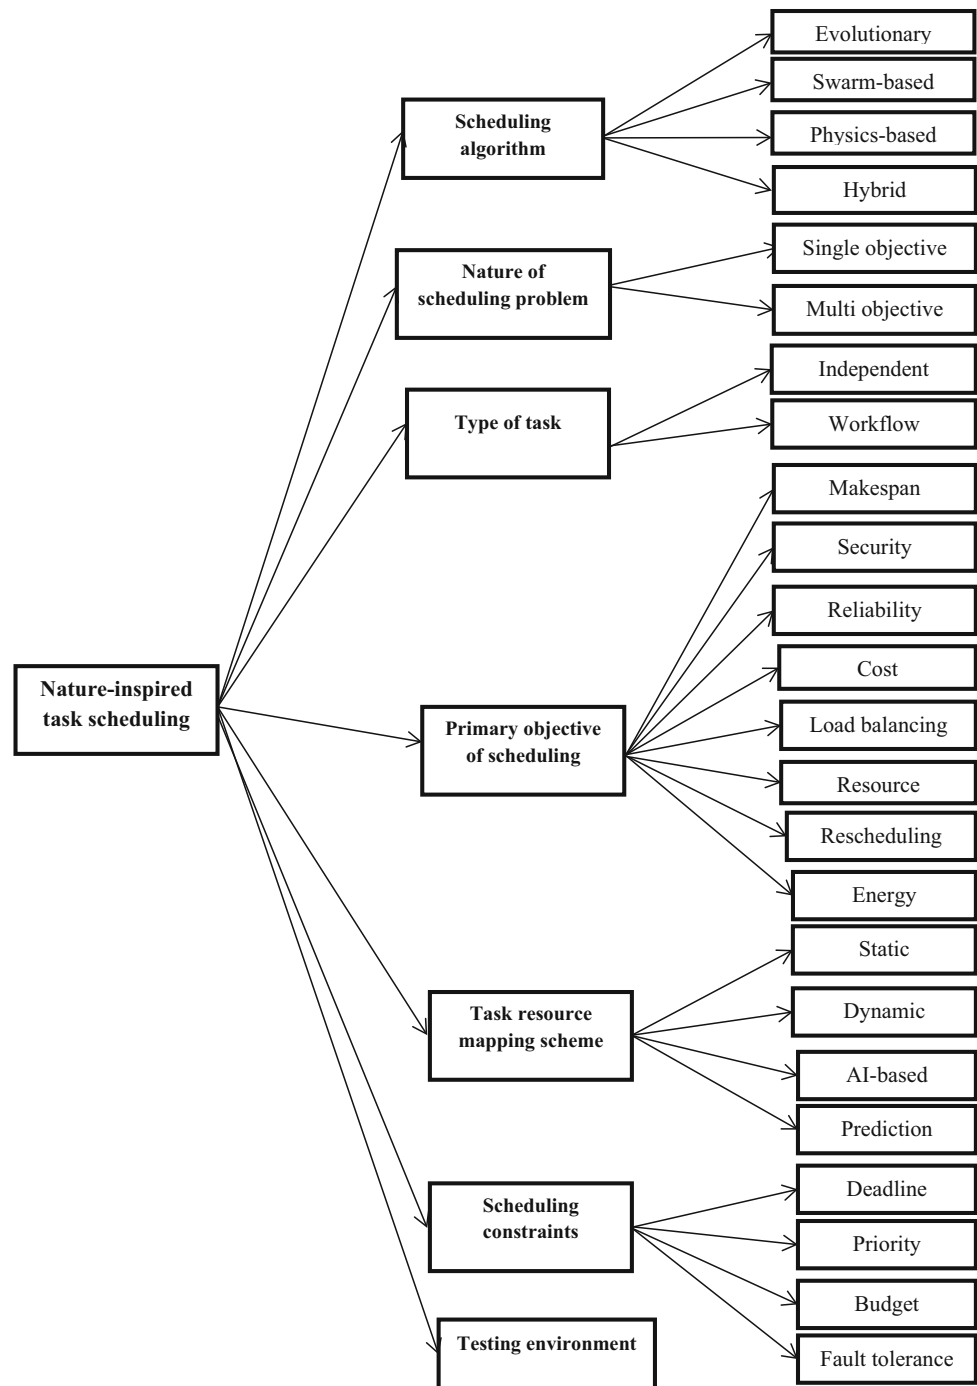 Evolutionary
Swarm-based
Scheduling
algorithm
Physics-based
Hybrid
Nature of
scheduling problem
Single objective
Multi objective
Type of task
Independent
Workflow
Makespan
Security
Reliability
Nature-inspired
task scheduling
Primary objective
of scheduling
Cost
Load balancing
Resource
Rescheduling
Energy
Task resource
mapping scheme
Static
Dynamic
AI-based
Prediction
Scheduling
constraints
Deadline
Priority
Budget
Fault tolerance
Testing environment